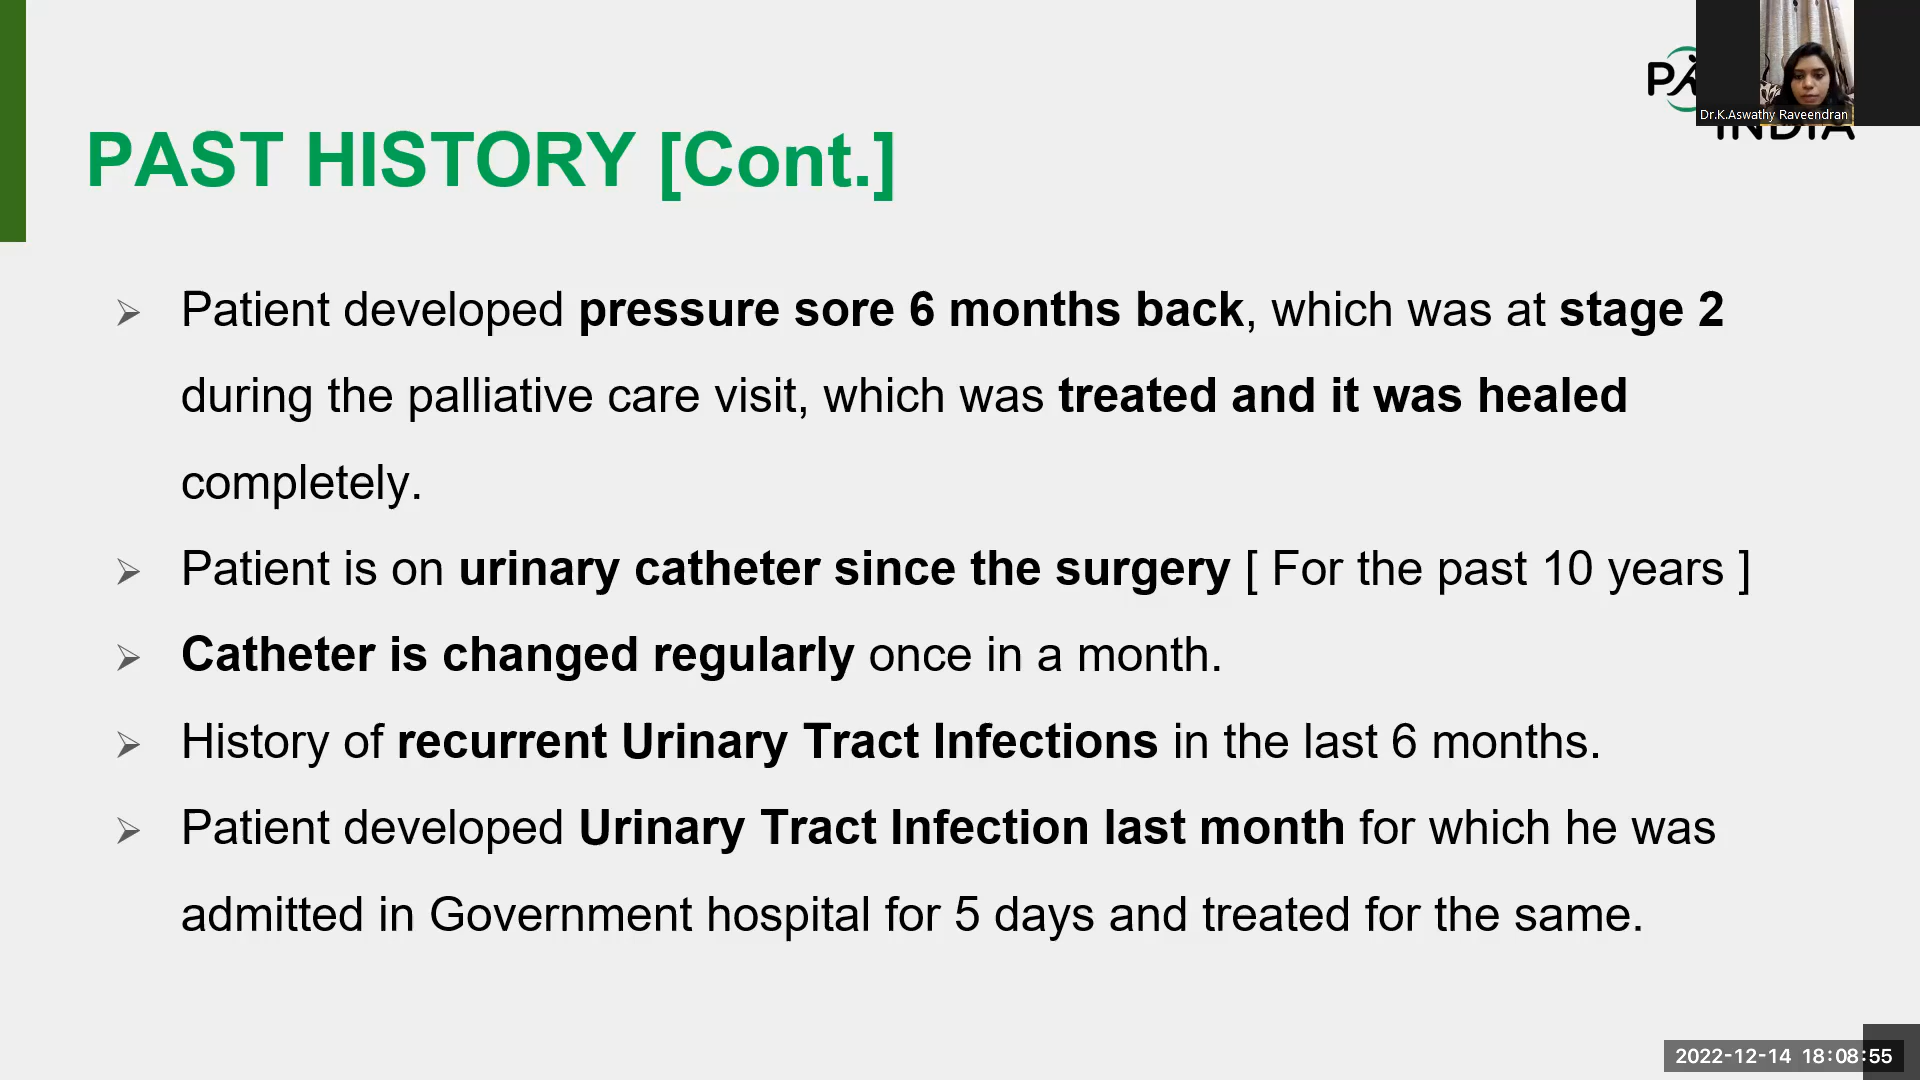 PA
INDIA
Dr.K.Aswathy Raveendran
PAST HISTORY [Cont.]
➢ Patient developed pressure sore 6 months back, which was at stage 2
during the palliative care visit, which was treated and it was healed
completely.
➢ Patient is on urinary catheter since the surgery [ For the past 10 years ]
➢ Catheter is changed regularly once in a month.
➢ History of recurrent Urinary Tract Infections in the last 6 months.
➢ Patient developed Urinary Tract Infection last month for which he was
admitted in Government hospital for 5 days and treated for the same.
2022-12-14 18:08:55